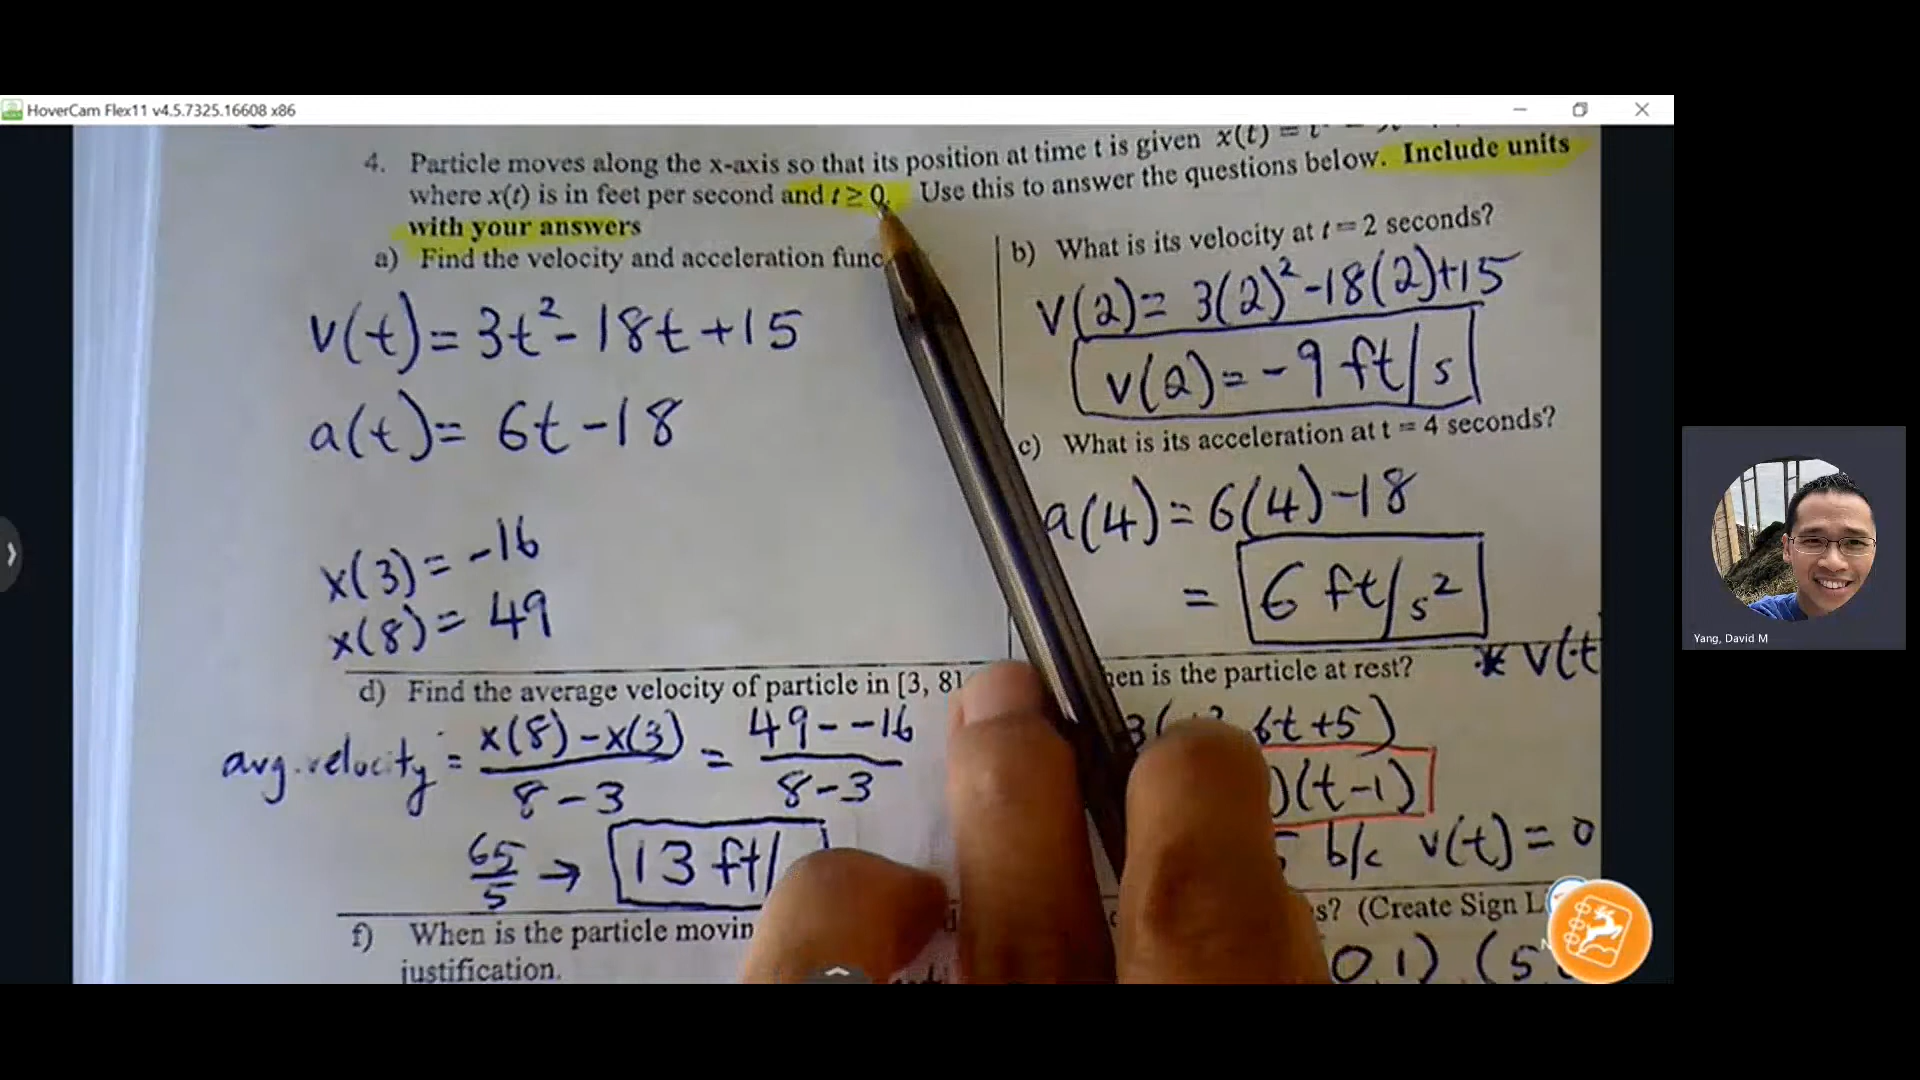 HoverCam Flex11 v4.5.7325.16608 x86
4. Particle moves along the x-axis so that its position at time t is given x(t) =
where x(t) is in feet per second and t ≥ 0. Use this to answer the questions below. Include units
with your answers
a) Find the velocity and acceleration func
v(t) = 3t² - 18t + 15
a(t) = 6t - 18
x(3) = -16
x(8) = 49
b) What is its velocity at t = 2 seconds?
v(2) = 3(2)² - 18(2) + 15
v(2) = -9 ft/s
c) What is its acceleration at t = 4 seconds?
a(4) = 6(4) - 18
= 6 ft/s²
d) Find the average velocity of particle in [3, 8]
avg. velocity = x(8) - x(3) / 8 - 3 = 49 - -16 / 8 - 3
65/5 → 13 ft/
is the particle at rest? * v(t
6t + 5)
)(t-1)
b/c v(t) = 0
f) When is the particle
justification.
s? (Create Sign
0,1), (5
Yang, David M